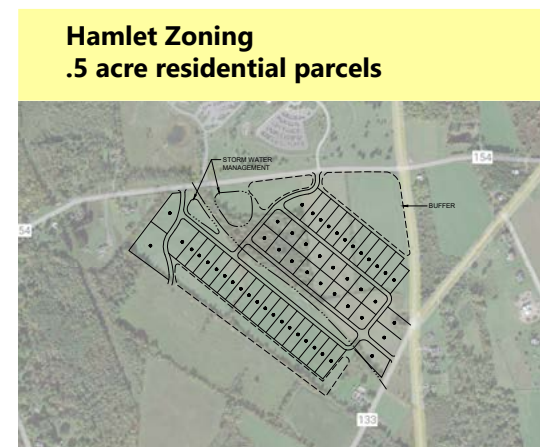 Hamlet Zoning
.5 acre residential parcels
STORM WATER
MANAGEMENT
154
BUFFER
54
133